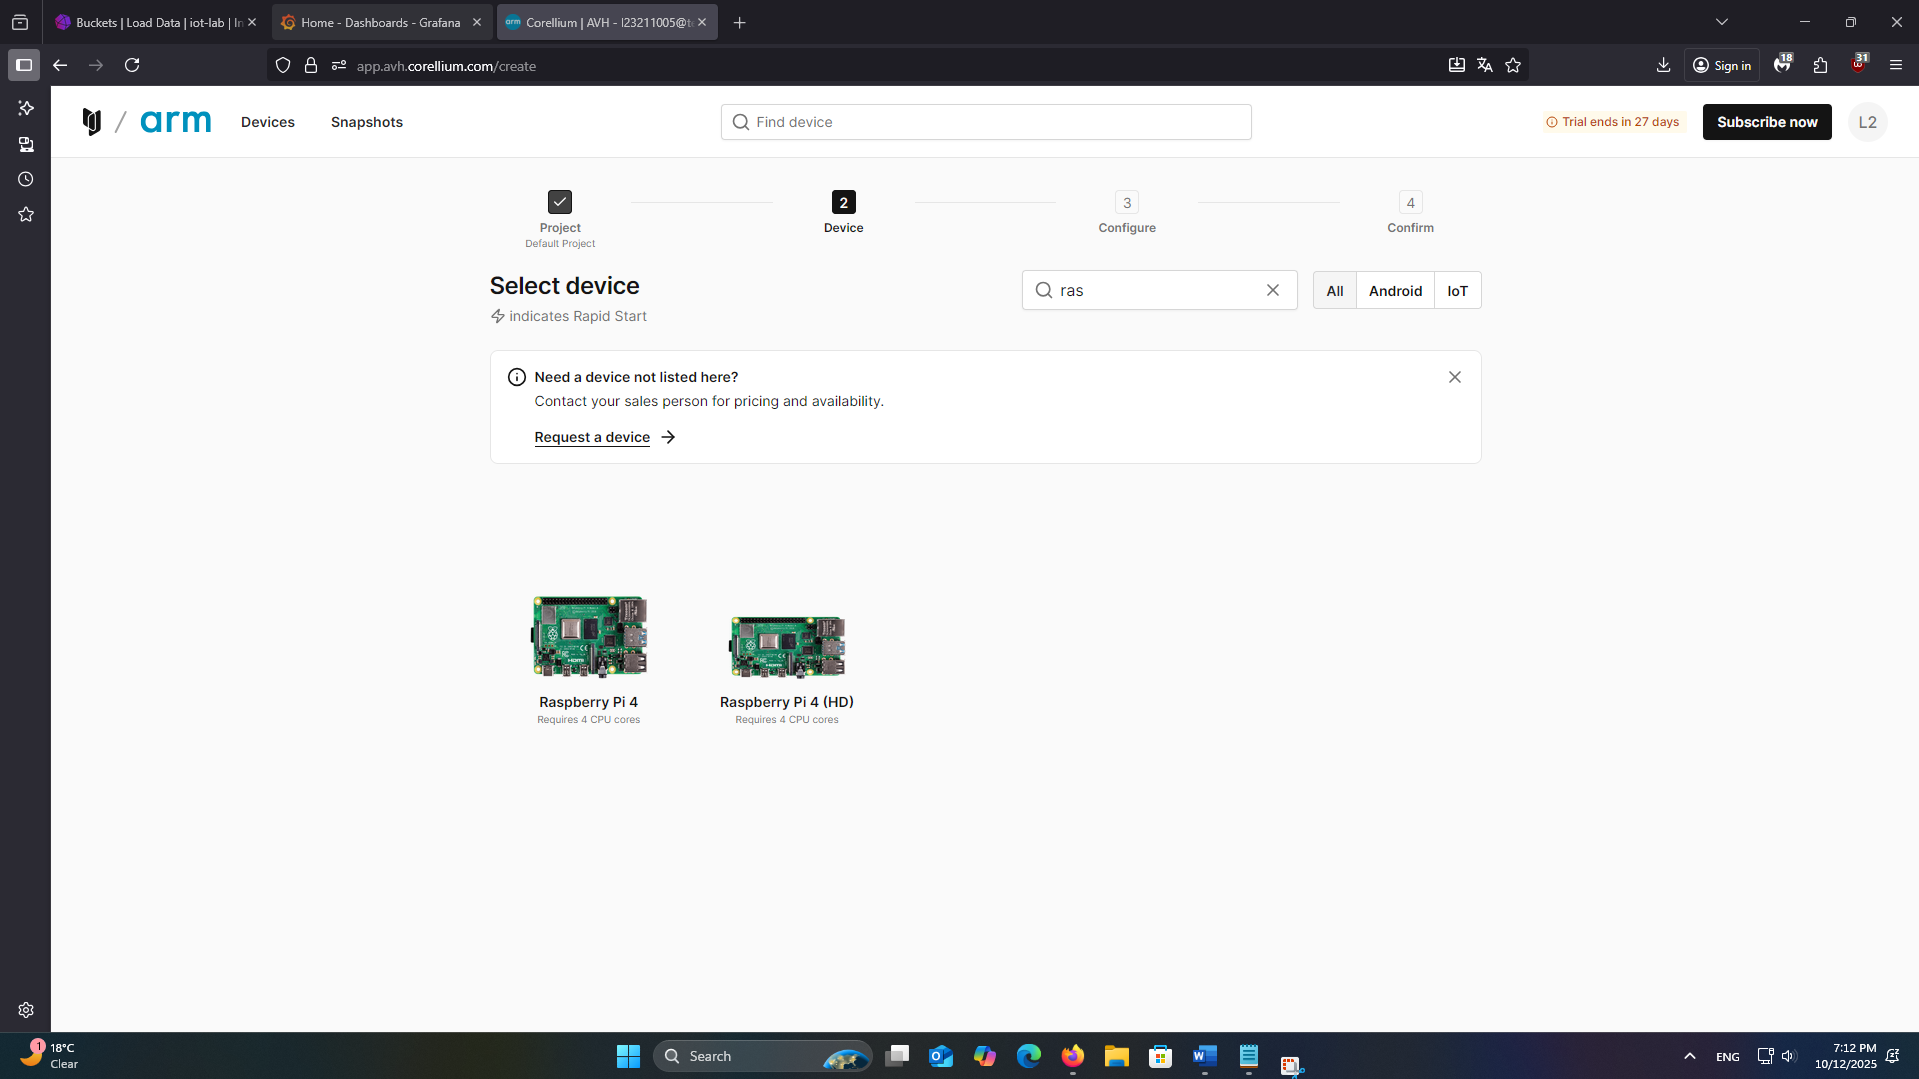 Buckets | Load Data | iot-lab | In
Home - Dashboards - Grafana
arm Corellium | AVH - l23211005@te
app.avh.corellium.com/create
Sign in
18
31
/ arm
Devices
Snapshots
Find device
Trial ends in 27 days
Subscribe now
L2
Project
Default Project
2
Device
3
Configure
4
Confirm
Select device
indicates Rapid Start
ras
All
Android
IoT
Need a device not listed here?
Contact your sales person for pricing and availability.
Request a device
Raspberry Pi 4
Requires 4 CPU cores
Raspberry Pi 4 (HD)
Requires 4 CPU cores
1
18°C
Clear
Search
ENG
7:12 PM
10/12/2025